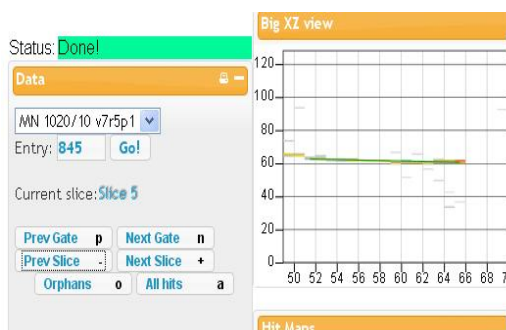 Status: Done!
Data
MN 1020/10 v7r5p1
Entry: 845 Go!
Current slice: Slice 5
Prev Gate p Next Gate n
Prev Slice - Next Slice +
Orphans o All hits a
Big XZ view
120
100
80
60
40
20
0
50 52 54 56 58 60 62 64 66 68
Hit Maps